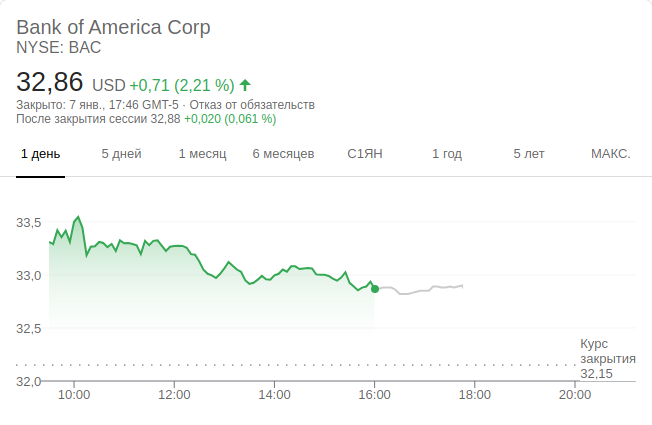 Bank of America Corp
NYSE: BAC
32,86 USD +0,71 (2,21 %)
Закрыто: 7 янв., 17:46 GMT-5 · Отказ от обязательств
После закрытия сессии 32,88 +0,020 (0,061 %)
1 день 5 дней 1 месяц 6 месяцев С1ЯН 1 год 5 лет МАКС.
33,5
33,0
32,5
Курс
закрытия
32,15
32,0
10:00 12:00 14:00 16:00 18:00 20:00